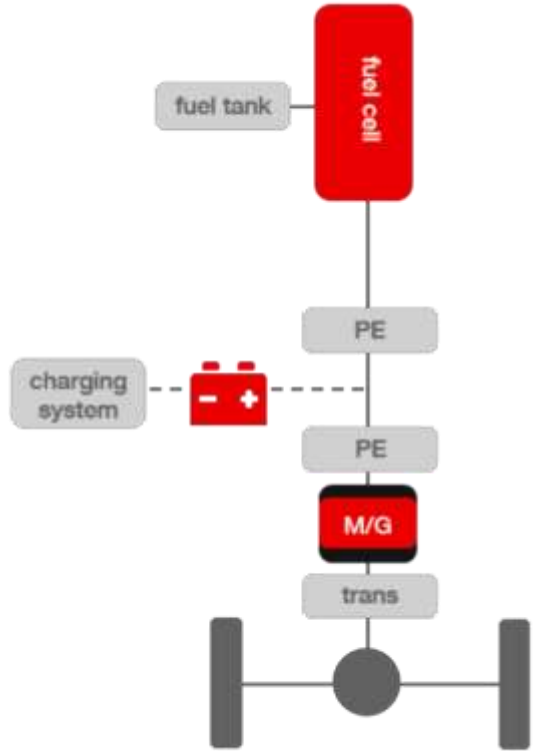 fuel cell
fuel tank
PE
charging
system
PE
M/G
trans